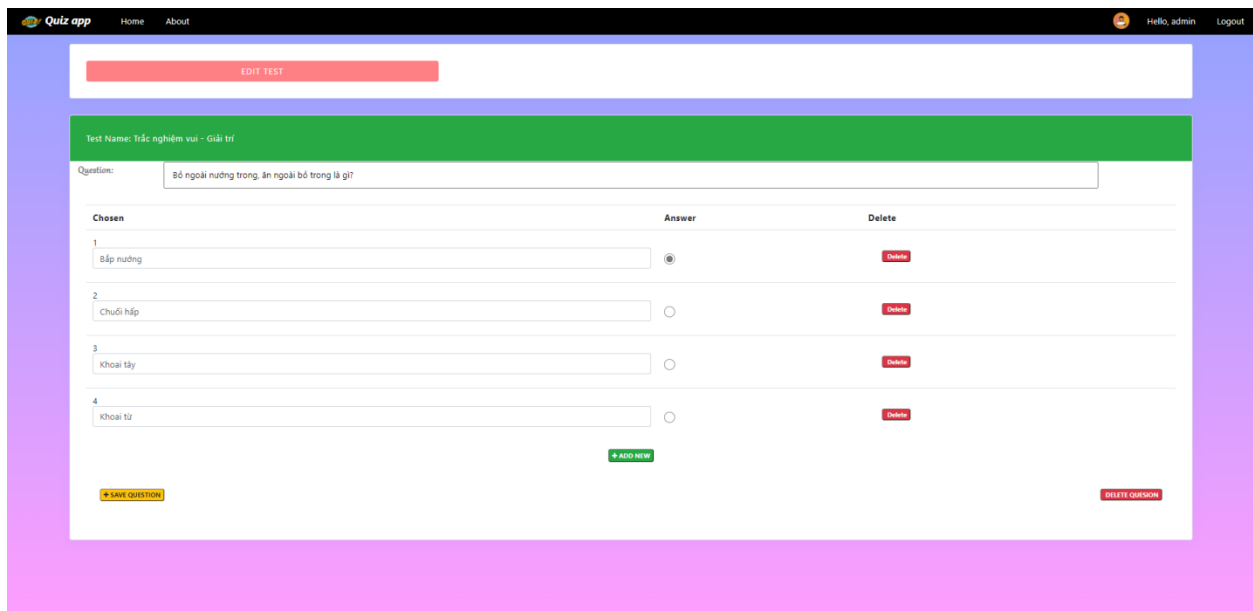 Quiz app Home About Hello, admin Logout
EDIT TEST
Test Name: Trắc nghiệm vui - Giải trí
Question: Bỏ ngoài nướng trong, ăn ngoài bỏ trong là gì?
Chosen Answer Delete
1
Bắp nướng Delete
2
Chuối hấp Delete
3
Khoai tây Delete
4
Khoai từ Delete
+ ADD NEW
+ SAVE QUESTION DELETE QUESION